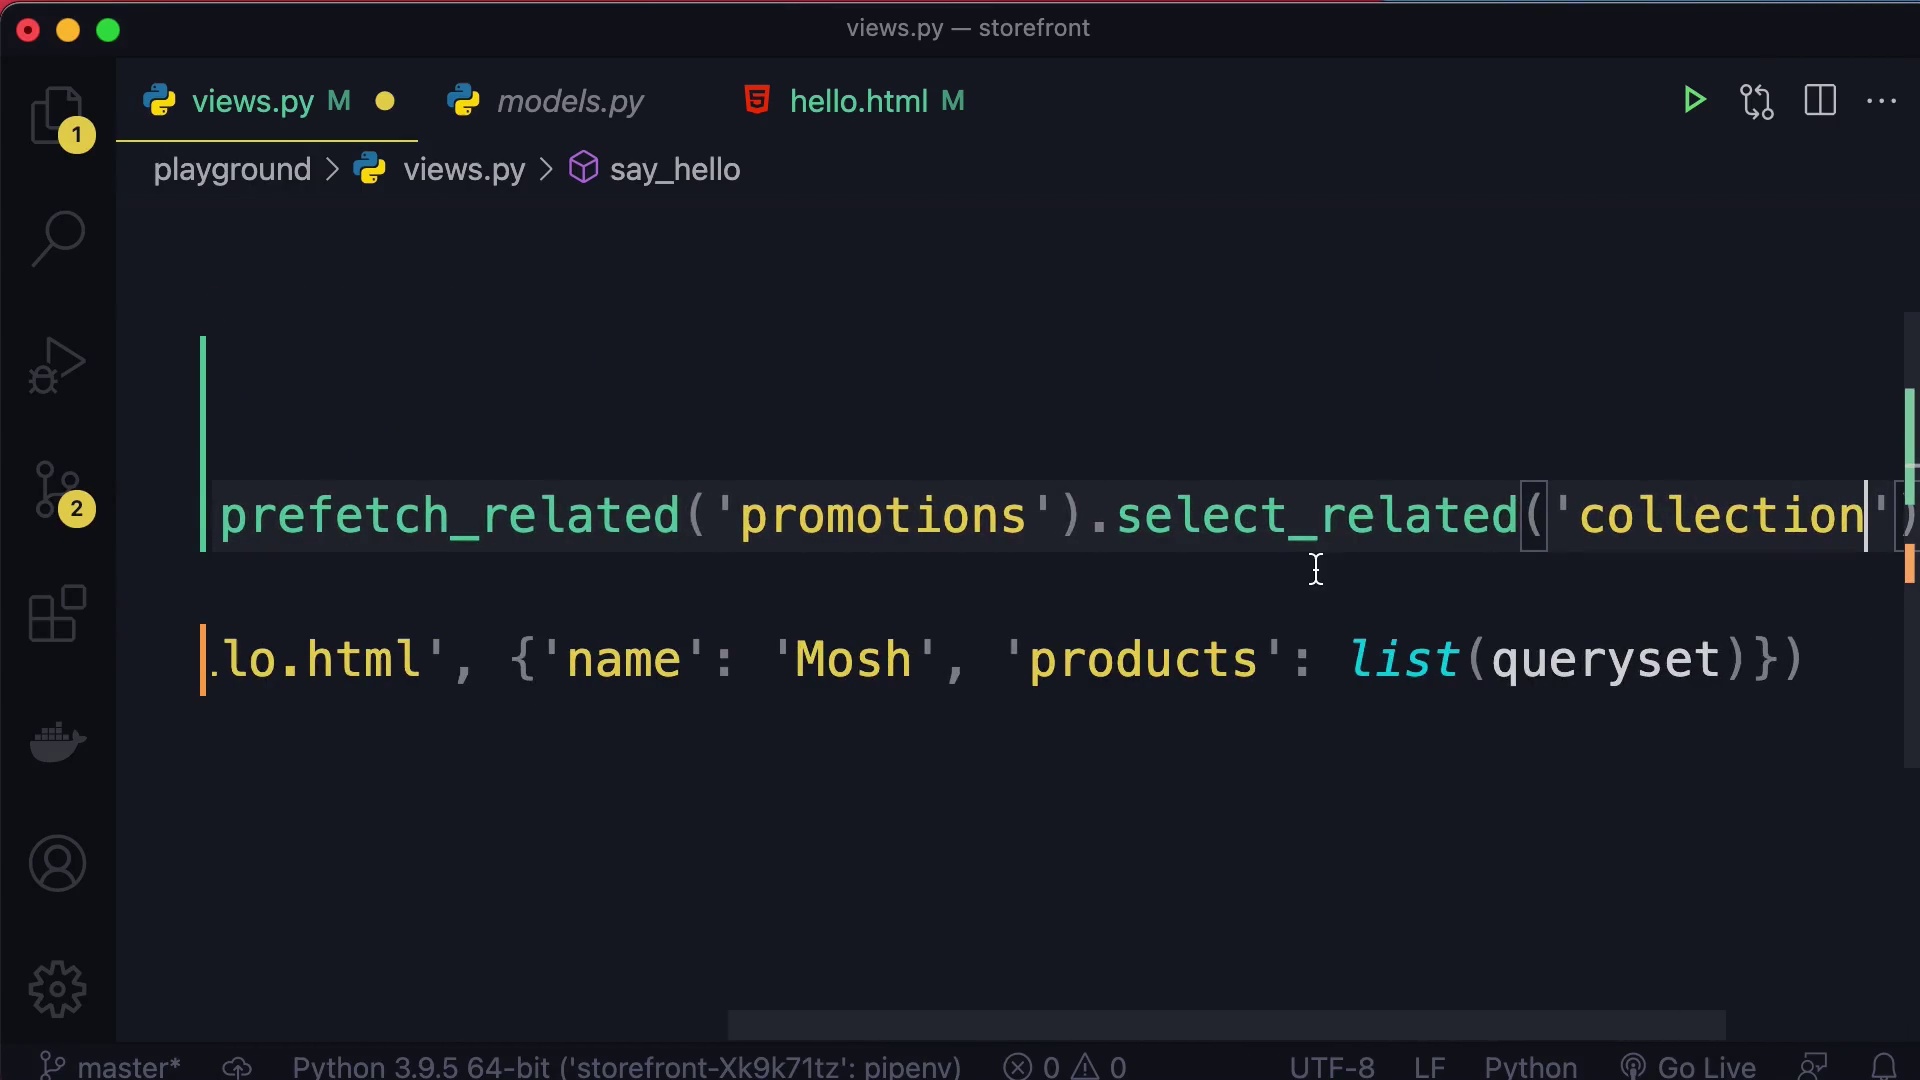 views.py — storefront
views.py M models.py hello.html M
1
playground > views.py > say_hello
prefetch_related('promotions').select_related('collection')
2
.lo.html', {'name': 'Mosh', 'products': list(queryset)})
master* Python 3.9.5 64-bit ('storefront-Xk9k71tz': pipenv) 0 0 UTF-8 LF Python Go Live